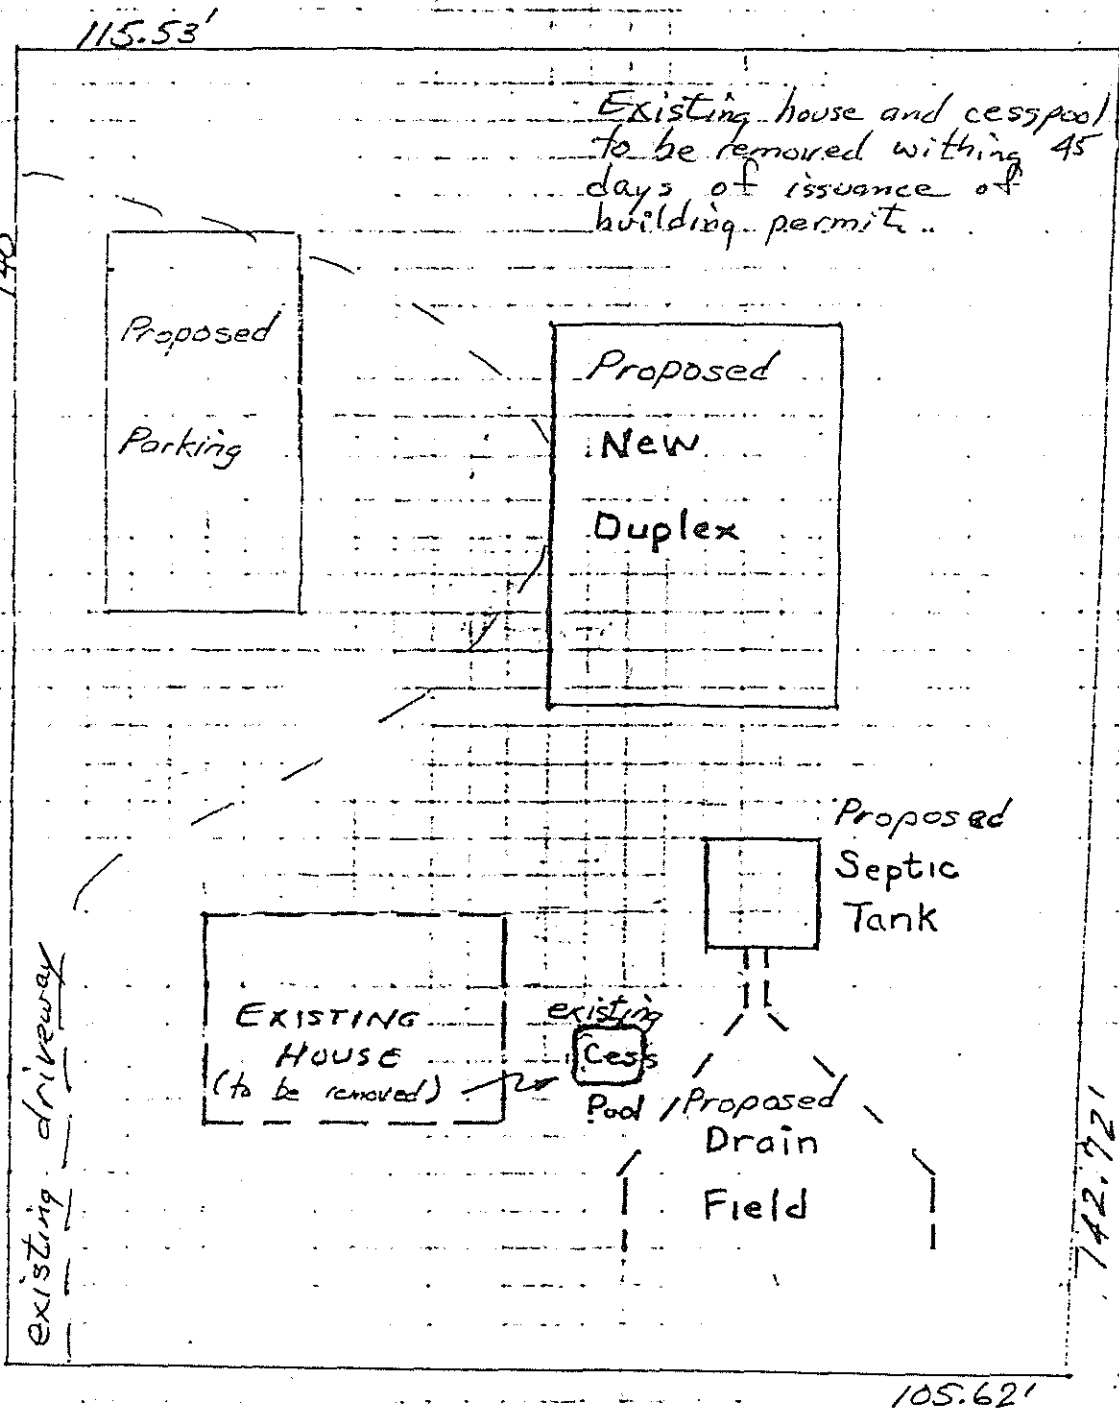 115.53'
Existing house and cesspool
to be removed withing 45
days of issuance of
building permit..
140
Proposed
Parking
Proposed
New
Duplex
Proposed
Septic
Tank
EXISTING
HOUSE
(to be removed)
existing
Cess
Pool
Proposed
Drain
Field
existing driveway
142.72'
105.62'